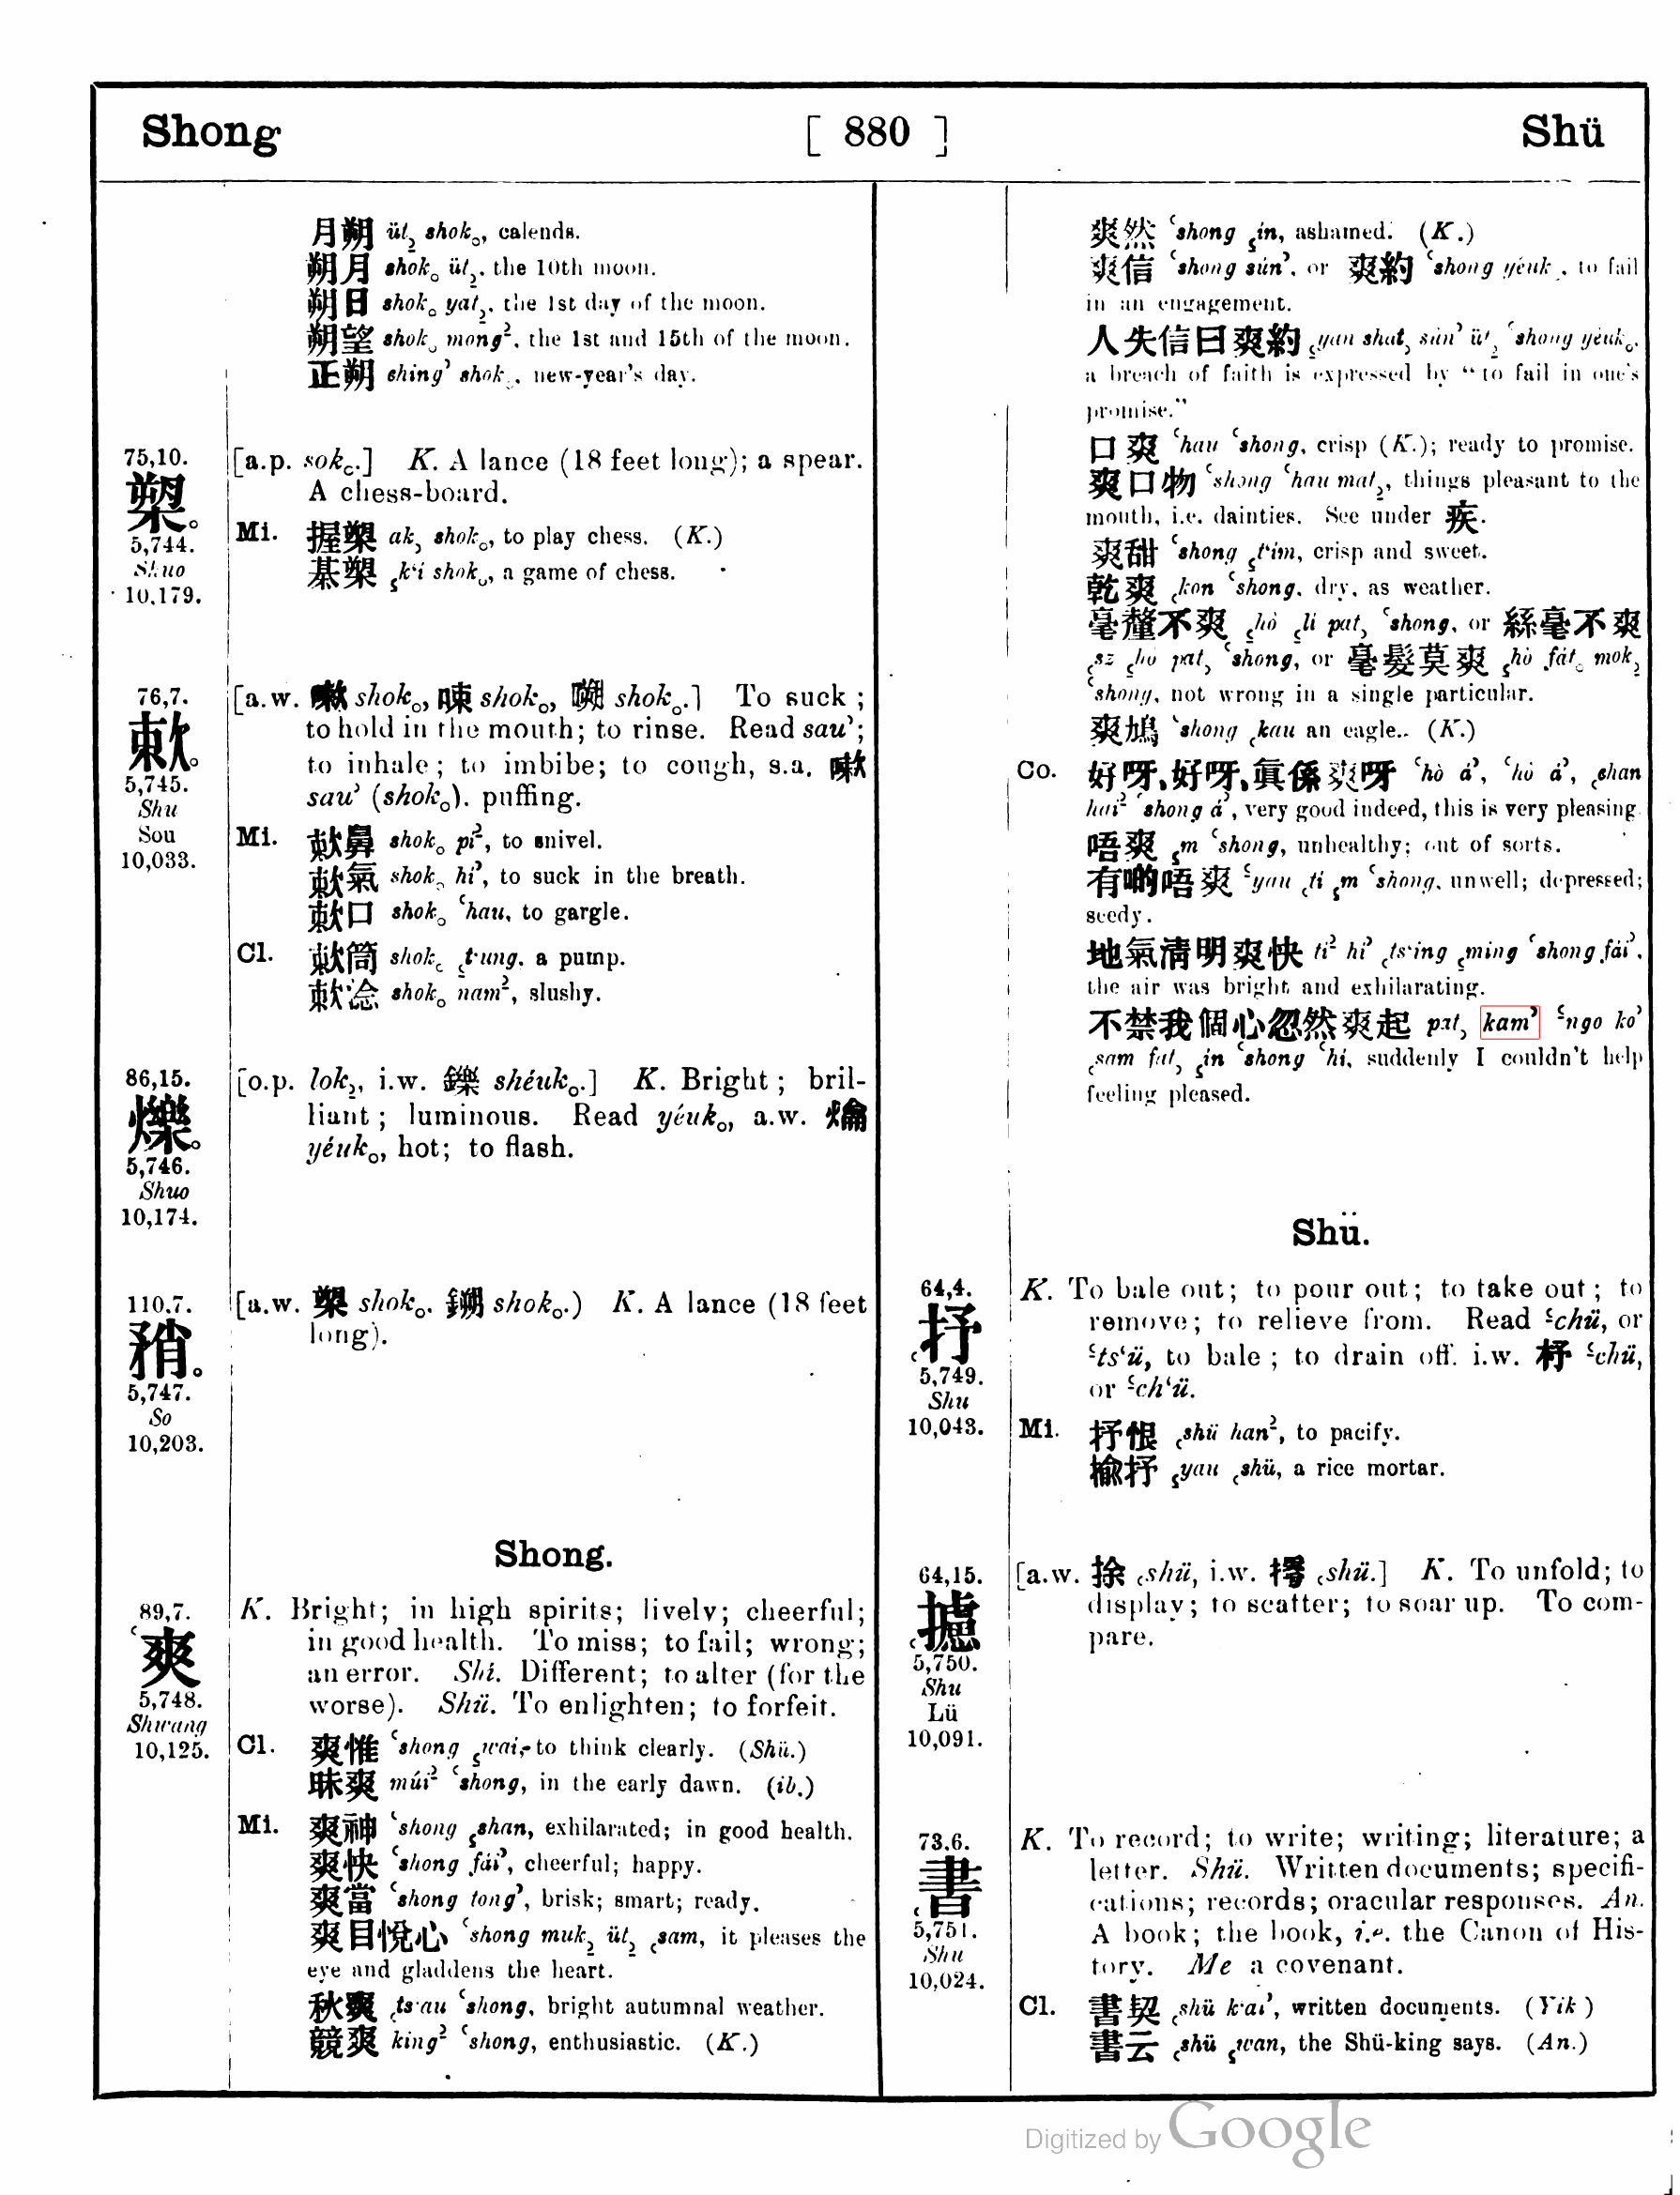 Shong
[ 880 ]
Shü
月朔 üt₂ shok。, calends.
朔月 shok。 üt₂. the 10th moon.
朔日 shok。 yat₂. the 1st day of the moon.
朔望 shok。 mong², the 1st and 15th of the moon.
正朔 ching’ shok。, new-year's day.
75,10.
槊。
5,744.
Shuo
10,179.
[a.p. sok。.] K. A lance (18 feet long); a spear.
A chess-board.
Mi. 握槊 ak, shok。, to play chess. (K.)
棊槊 ꜁k‘i shok。, a game of chess.
76,7.
欶。
5,745.
Shu
Sou
10,033.
[a.w. 嗽 shok。, 㖩 shok。, 嗍 shok。.] To suck;
to hold in the mouth; to rinse. Read sau’;
to inhale; to imbibe; to cough, s.a. 嗽
sau’ (shok。). puffing.
Mi. 欶鼻 shok。 pi², to snivel.
欶氣 shok。 hi’, to suck in the breath.
欶口 shok。 ‘hau, to gargle.
Cl. 欶筒 shok。 ꜀t‘ung. a pump.
欶淰 shok。 nam², slushy.
86,15.
爍。
5,746.
Shuo
10,174.
[o.p. lok₂, i.w. 鑠 shéuk。.] K. Bright; bril-
liant; luminous. Read yéuk。, a.w. 爚
yéuk。, hot; to flash.
110.7.
矟。
5,747.
So
10,203.
[a.w. 槊 shok。. 鎙 shok。.) K. A lance (18 feet
long).
Shong.
89,7.
‘爽
5,748.
Shwang
10,125.
K. Bright; in high spirits; lively; cheerful;
in good health. To miss; to fail; wrong;
an error. Shi. Different; to alter (for the
worse). Shü. To enlighten; to forfeit.
Cl. 爽惟 ‘shong ꜁wai, to think clearly. (Shü.)
昧爽 múi² ‘shong, in the early dawn. (ib.)
Mi. 爽神 ‘shong ꜁shan, exhilarated; in good health.
爽快 ‘shong fái’, cheerful; happy.
爽當 ‘shong tong’, brisk; smart; ready.
爽目悅心 ‘shong muk₂ üt₂ ꜀sam, it pleases the
eye and gladdens the heart.
秋爽 ꜀ts‘au ‘shong, bright autumnal weather.
競爽 king² ‘shong, enthusiastic. (K.)
爽然 ‘shong ꜁in, ashamed. (K.)
爽信 ‘shong sún’, or 爽約 ‘shong yéuk。, to fail
in an engagement.
人失信曰爽約 ꜁yan shat, sún’ üt₂ ‘shong yéuk。.
a breach of faith is expressed by “to fail in one's
promise.”
口爽 ‘hau ‘shong, crisp (K.); ready to promise.
爽口物 ‘shong ‘hau mat₂, things pleasant to the
mouth, i.e. dainties. See under 疾.
爽甜 ‘shong ꜁t‘im, crisp and sweet.
乾爽 ꜀kon ‘shong. dry, as weather.
毫釐不爽 ꜁hò ꜁li pat, ‘shong, or 絲毫不爽
꜀sz ꜁hò pat, ‘shong, or 毫髮莫爽 ꜁hò fát。 mok₂
‘shong, not wrong in a single particular.
爽鳩 ‘shong ꜀kau an eagle.. (K.)
Co. 好呀,好呀,眞係爽呀 ‘hò á’, ‘hò á’, ꜀chan
hai² ‘shong á’, very good indeed, this is very pleasing.
唔爽 ꜁m ‘shong, unhealthy; out of sorts.
有啲唔爽 ꜃yau ꜀ti ꜁m ‘shong, unwell; depressed;
seedy.
地氣清明爽快 ti² hi’ ꜀ts‘ing ꜁ming ‘shong fái’.
the air was bright and exhilarating.
不禁我個心忽然爽起 pat, kam’ ꜃ngo ko’
꜀sam fat, ꜁in ‘shong ‘hi, suddenly I couldn't help
feeling pleased.
Shü.
64,4.
꜀抒
5,749.
Shu
10,043.
K. To bale out; to pour out; to take out; to
remove; to relieve from. Read ꜃chü, or
꜃ts‘ü, to bale; to drain off. i.w. 杼 ꜃chü,
or ꜃ch‘ü.
Mi. 抒恨 ꜀shü han², to pacify.
揄抒 ꜁yau ꜀shü, a rice mortar.
64,15.
꜀攄
5,750.
Shu
Lü
10,091.
[a.w. 捈 ꜀shü, i.w. 㩄 ꜀shü.] K. To unfold; to
display; to scatter; to soar up. To com-
pare.
73,6.
꜀書
5,751.
Shu
10,024.
K. To record; to write; writing; literature; a
letter. Shü. Written documents; specifi-
cations; records; oracular responses. An.
A book; the book, i.e. the Canon of His-
tory. Me a covenant.
Cl. 書契 ꜀shü k‘ai’, written documents. (Yik)
書云 ꜀shü ꜁wan, the Shü-king says. (An.)
Digitized by Google